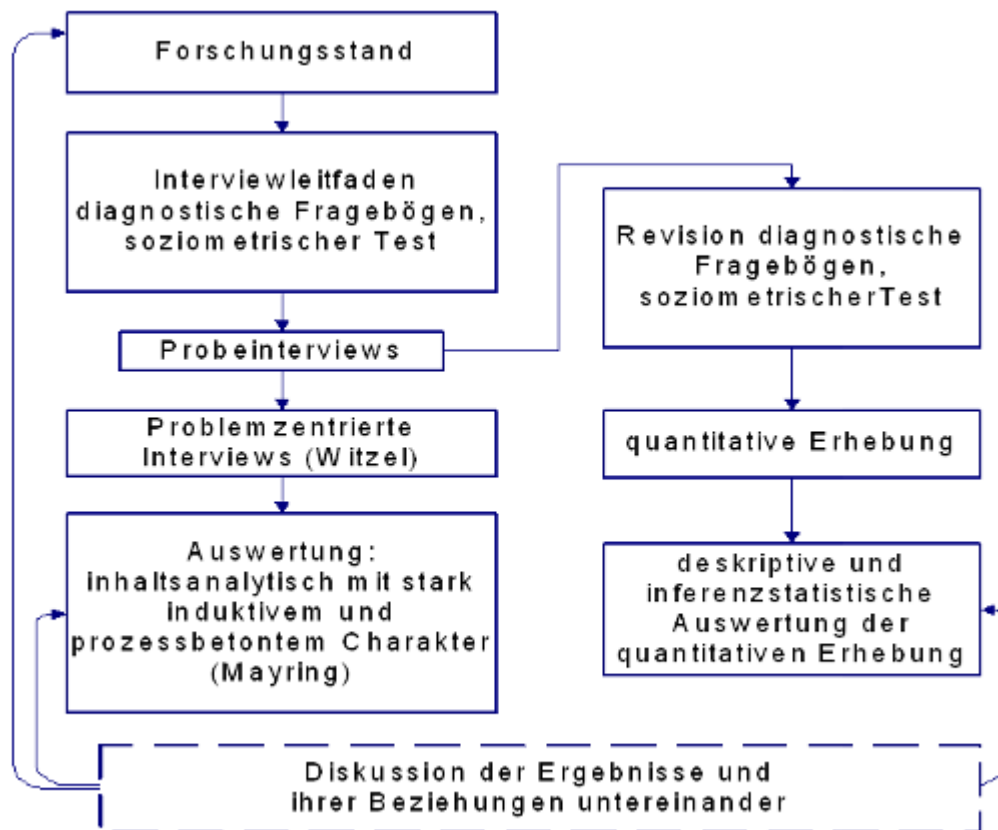 Forschungsstand
Interviewleitfaden
diagnostische Fragebögen,
soziometrischer Test
Probeinterviews
Problemzentrierte
Interviews (Witzel)
Auswertung:
inhaltsanalytisch mit stark
induktivem und
prozessbetontem Charakter
(Mayring)
Revision diagnostische
Fragebögen,
soziometrischerTest
quantitative Erhebung
deskriptive und
inferenzstatistische
Auswertung der
quantitativen Erhebung
Diskussion der Ergebnisse und
ihrer Beziehungen untereinander